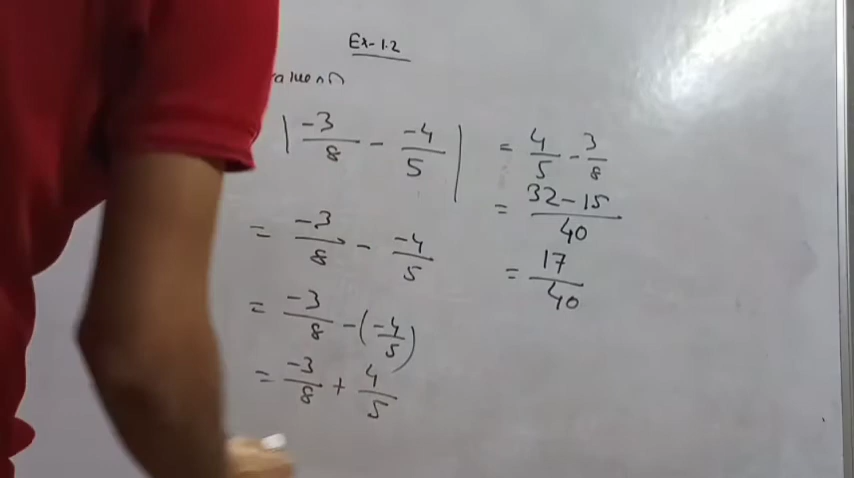 Ex-1.2
| -3/8 - -4/5 |
= -3/8 - -4/5
= -3/8 - (-4/5)
= -3/8 + 4/5
= 4/5 - 3/8
= 32-15/40
= 17/40